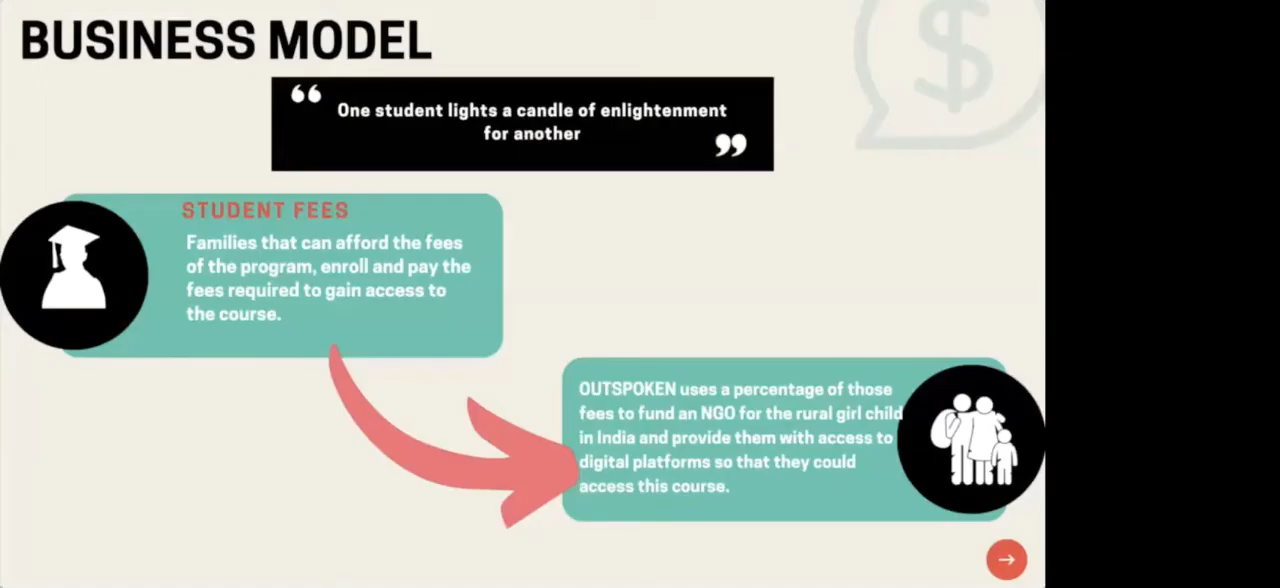 BUSINESS MODEL
“ One student lights a candle of enlightenment
for another ”
STUDENT FEES
Families that can afford the fees
of the program, enroll and pay the
fees required to gain access to
the course.
OUTSPOKEN uses a percentage of those
fees to fund an NGO for the rural girl child
in India and provide them with access to
digital platforms so that they could
access this course.